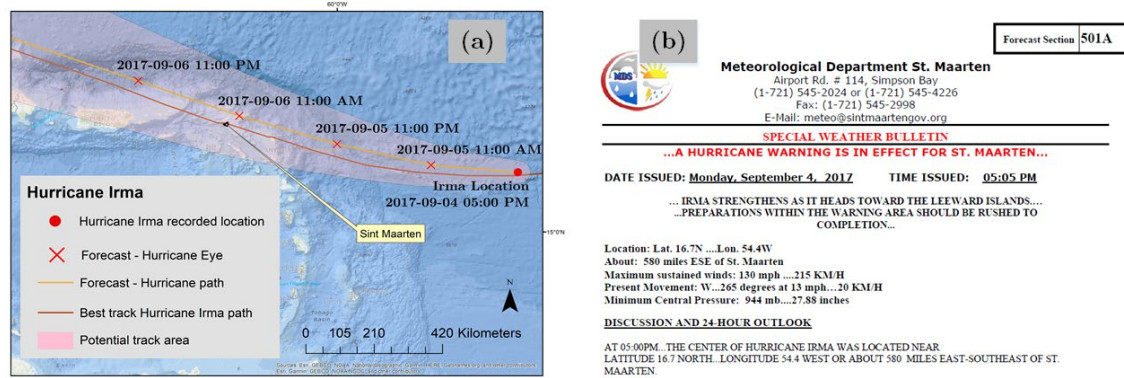 60°0'W
(a)
2017-09-06 11:00 PM
2017-09-06 11:00 AM
2017-09-05 11:00 PM
2017-09-05 11:00 AM
Irma Location
2017-09-04 05:00 PM
Sint Maarten
15°0'N
Hurricane Irma
Hurricane Irma recorded location
Forecast - Hurricane Eye
Forecast - Hurricane path
Best track Hurricane Irma path
Potential track area
N
0 105 210 420 Kilometers
(b)
Forecast Section 501A
MDS
Meteorological Department St. Maarten
Airport Rd. # 114, Simpson Bay
(1-721) 545-2024 or (1-721) 545-4226
Fax: (1-721) 545-2998
E-Mail: meteo@sintmaartengov.org
SPECIAL WEATHER BULLETIN
...A HURRICANE WARNING IS IN EFFECT FOR ST. MAARTEN...
DATE ISSUED: Monday, September 4, 2017 TIME ISSUED: 05:05 PM
... IRMA STRENGTHENS AS IT HEADS TOWARD THE LEEWARD ISLANDS....
...PREPARATIONS WITHIN THE WARNING AREA SHOULD BE RUSHED TO
COMPLETION...
Location: Lat. 16.7N ....Lon. 54.4W
About: 580 miles ESE of St. Maarten
Maximum sustained winds: 130 mph ....215 KM/H
Present Movement: W...265 degrees at 13 mph...20 KM/H
Minimum Central Pressure: 944 mb....27.88 inches
DISCUSSION AND 24-HOUR OUTLOOK
AT 05:00PM...THE CENTER OF HURRICANE IRMA WAS LOCATED NEAR
LATITUDE 16.7 NORTH...LONGITUDE 54.4 WEST OR ABOUT 580 MILES EAST-SOUTHEAST OF ST.
MAARTEN.